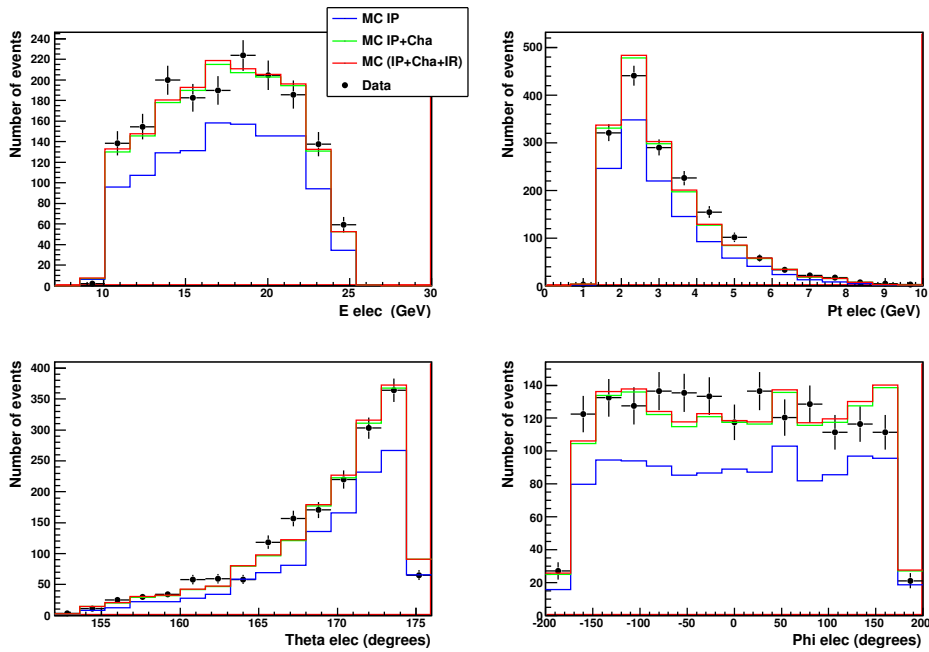 Number of events
240
220
200
180
160
140
120
100
80
60
40
20
0
10 15 20 25 30
E elec (GeV)
MC IP
MC IP+Cha
MC (IP+Cha+IR)
Data
Number of events
500
400
300
200
100
0
0 1 2 3 4 5 6 7 8 9 10
Pt elec (GeV)
Number of events
400
350
300
250
200
150
100
50
0
155 160 165 170 175
Theta elec (degrees)
Number of events
140
120
100
80
60
40
20
0
-200 -150 -100 -50 0 50 100 150 200
Phi elec (degrees)